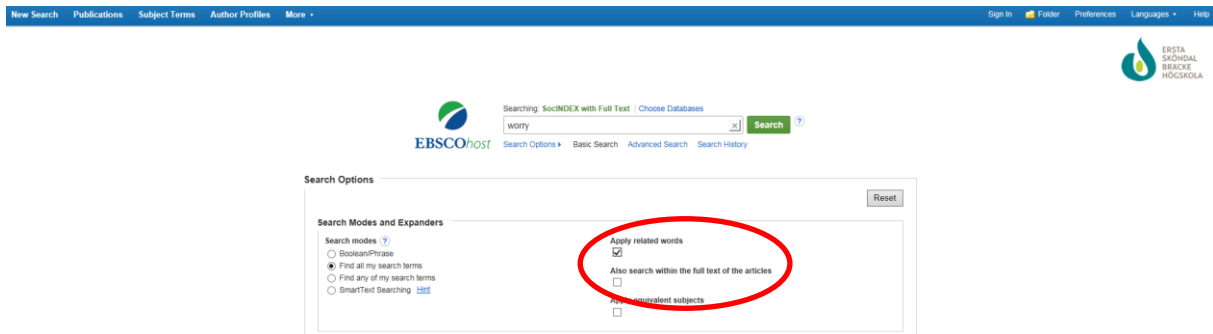 New Search Publications Subject Terms Author Profiles More
Sign In Folder Preferences Languages Help
ERSTA
SKÖNDAL
BRÄCKE
HÖGSKOLA
Searching: SocINDEX with Full Text | Choose Databases
worry x Search ?
EBSCOhost
Search Options Basic Search Advanced Search Search History
Search Options
Reset
Search Modes and Expanders
Search modes ?
Boolean/Phrase
Find all my search terms
Find any of my search terms
SmartText Searching Hint
Apply related words
Also search within the full text of the articles
Apply equivalent subjects